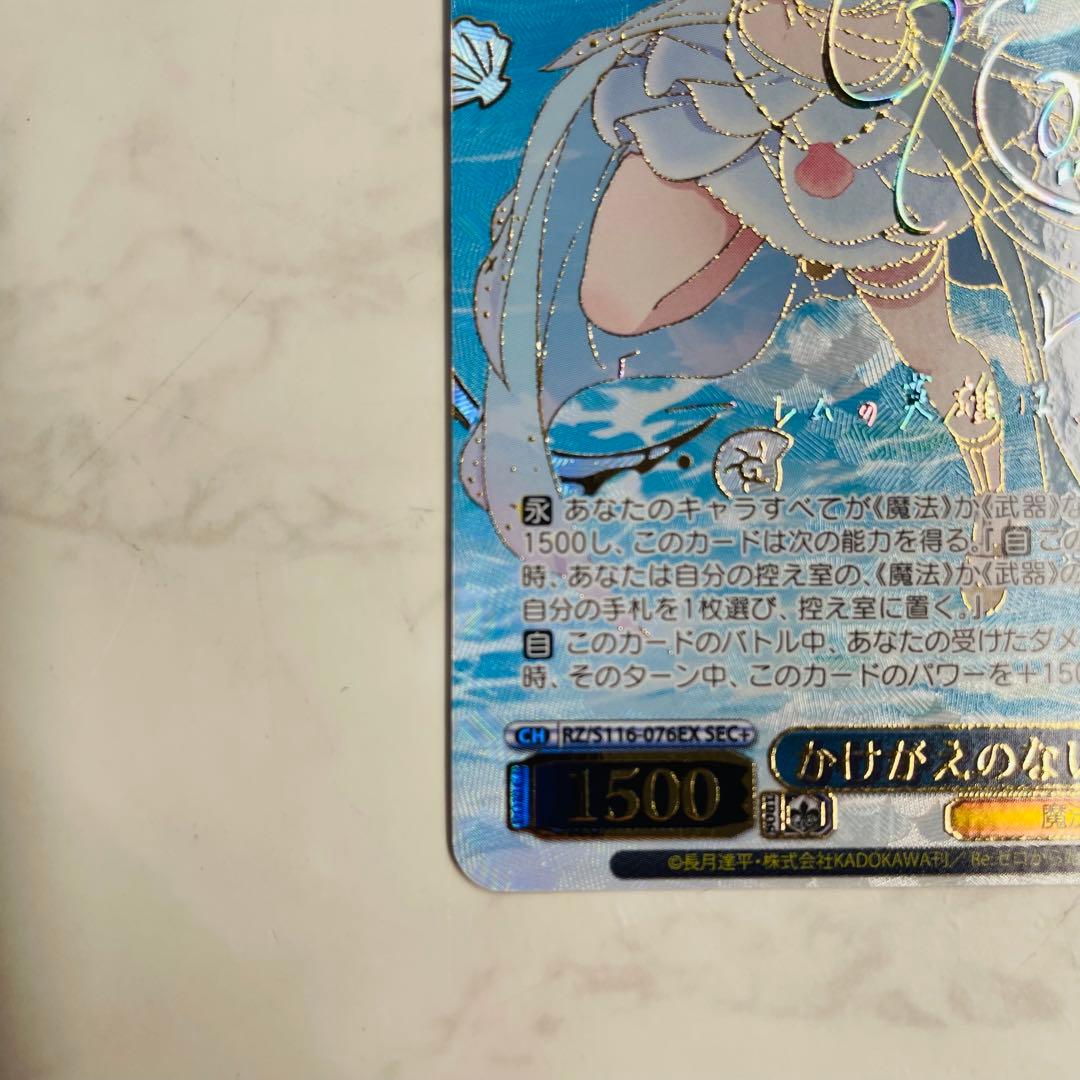 レムの英雄は
永 あなたのキャラすべてが《魔法》か《武器》な
1500し、このカードは次の能力を得る。『自 この
時、あなたは自分の控え室の、《魔法》か《武器》の
自分の手札を1枚選び、控え室に置く。』
自 このカードのバトル中、あなたの受けたダメ
時、そのターン中、このカードのパワーを+150
CH RZ/S116-076EX SEC+
かけがえのない
1500
SOUL
魔法
©長月達平・株式会社KADOKAWA刊／Re:ゼロから始